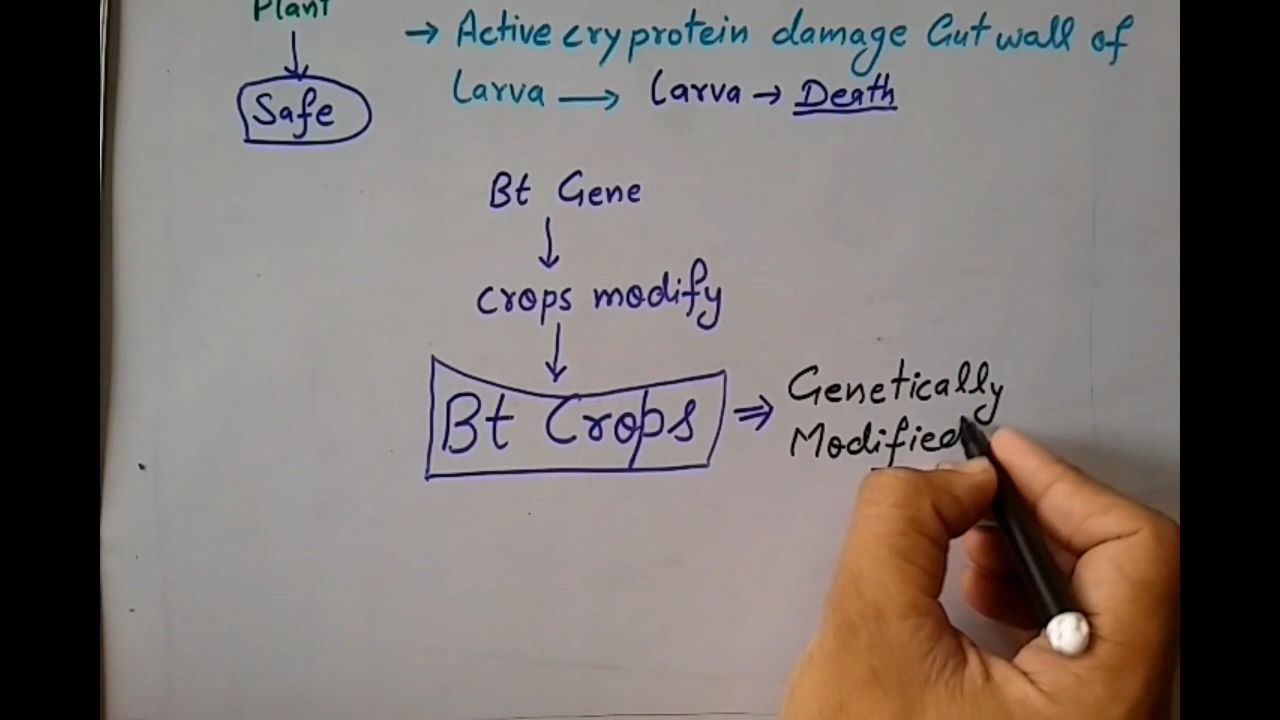 Plant
Safe
→ Active cry protein damage Gut wall of
Larva → Larva → Death
Bt Gene
↓
crops modify
↓
Bt Crops ⇒ Genetically
Modified